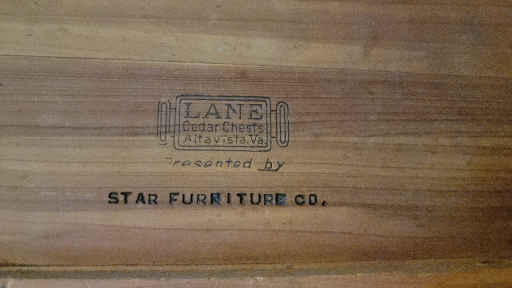 LANE
Cedar Chests
Altavista.Va.
Presented by
STAR FURRITURE CO.